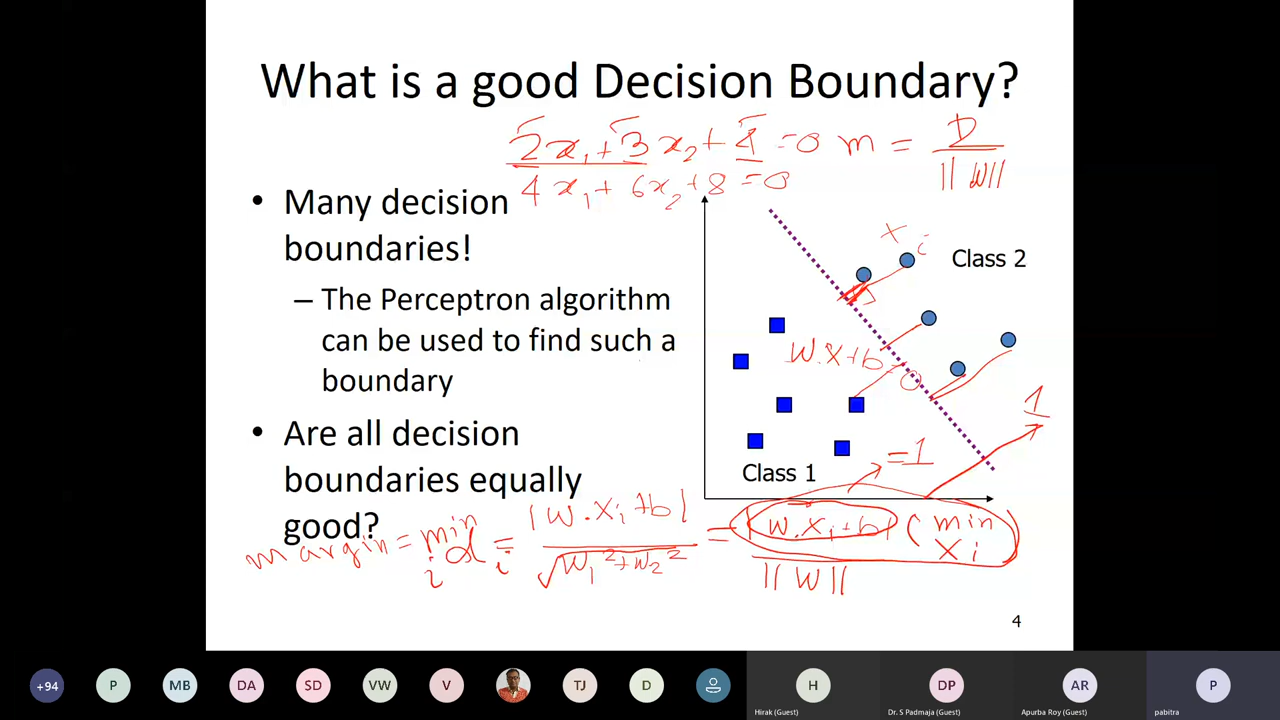 What is a good Decision Boundary?
2x₁ + 3x₂ + 4 = 0 m = D / ||W||
4x₁ + 6x₂ + 8 = 0
• Many decision
boundaries!
– The Perceptron algorithm
can be used to find such a
boundary
• Are all decision
boundaries equally
good?
xᵢ
Class 2
W.X+b=0
1
=1
Class 1
margin = min i dᵢ = |W.Xᵢ+b| / √W₁²+W₂² = |W.Xᵢ+b| (min Xᵢ) / ||W||
4
+94
P
MB
DA
SD
VW
V
TJ
D
H
Hirak (Guest)
DP
Dr. S Padmaja (Guest)
AR
Apurba Roy (Guest)
P
pabitra